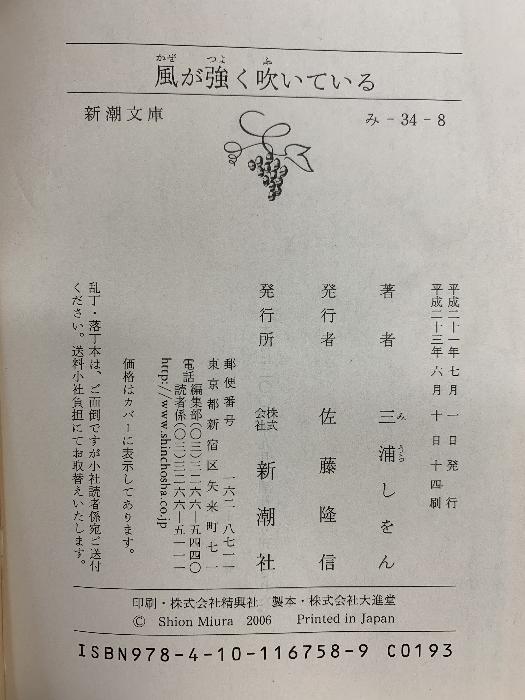 風が強く吹いている
かぜ つよ ふ
新潮文庫
み-34-8
平成二十一年七月一日発行
平成二十三年六月十日十四刷
著者 三浦しをん
み うら
発行者 佐藤隆信
発行所 株式会社 新潮社
郵便番号 一六二-八七一一
東京都新宿区矢来町七一
電話 編集部(〇三)三二六六-五四四〇
読者係(〇三)三二六六-五一一一
http://www.shinchosha.co.jp
価格はカバーに表示してあります。
乱丁・落丁本は、ご面倒ですが小社読者係宛ご送付
ください。送料小社負担にてお取替えいたします。
印刷・株式会社精興社 製本・株式会社大進堂
© Shion Miura 2006 Printed in Japan
ISBN978-4-10-116758-9 C0193